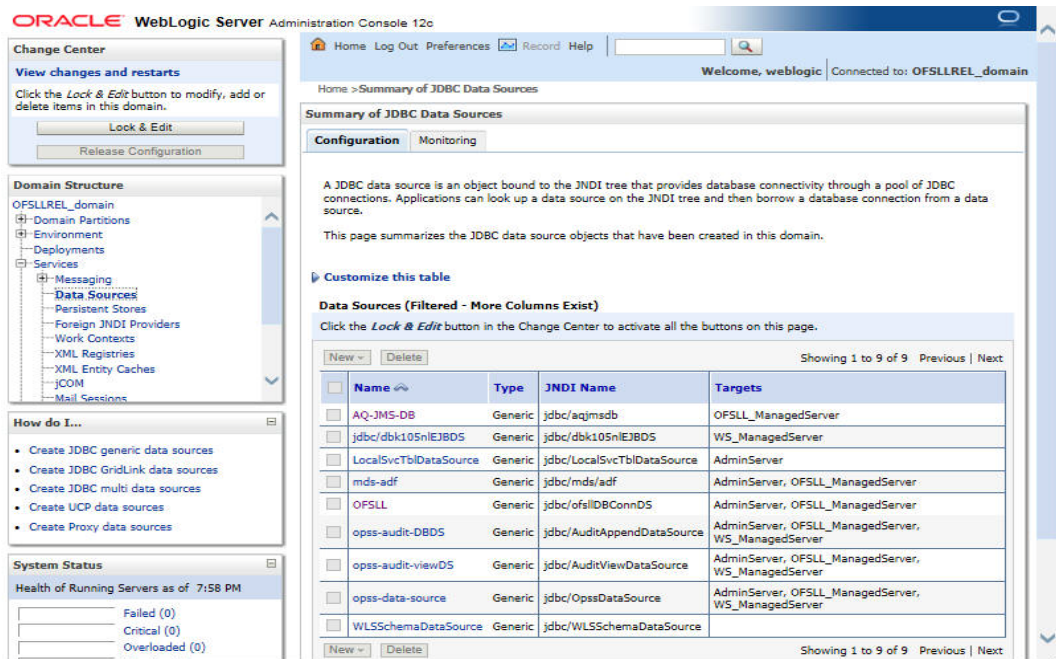 ORACLE WebLogic Server Administration Console 12c
Change Center
View changes and restarts
Click the Lock & Edit button to modify, add or
delete items in this domain.
Lock & Edit
Release Configuration
Domain Structure
OFSLLREL_domain
Domain Partitions
Environment
Deployments
Services
Messaging
Data Sources
Persistent Stores
Foreign JNDI Providers
Work Contexts
XML Registries
XML Entity Caches
jCOM
Mail Sessions
How do I...
Create JDBC generic data sources
Create JDBC GridLink data sources
Create JDBC multi data sources
Create UCP data sources
Create Proxy data sources
System Status
Health of Running Servers as of 7:58 PM
Failed (0)
Critical (0)
Overloaded (0)
Home Log Out Preferences Record Help
Welcome, weblogic Connected to: OFSLLREL_domain
Home >Summary of JDBC Data Sources
Summary of JDBC Data Sources
Configuration Monitoring
A JDBC data source is an object bound to the JNDI tree that provides database connectivity through a pool of JDBC
connections. Applications can look up a data source on the JNDI tree and then borrow a database connection from a data
source.
This page summarizes the JDBC data source objects that have been created in this domain.
Customize this table
Data Sources (Filtered - More Columns Exist)
Click the Lock & Edit button in the Change Center to activate all the buttons on this page.
New Delete Showing 1 to 9 of 9 Previous | Next
Name Type JNDI Name Targets
AQ-JMS-DB Generic jdbc/aqjmsdb OFSLL_ManagedServer
jdbc/dbk105nlEJBDS Generic jdbc/dbk105nlEJBDS WS_ManagedServer
LocalSvcTblDataSource Generic jdbc/LocalSvcTblDataSource AdminServer
mds-adf Generic jdbc/mds/adf AdminServer, OFSLL_ManagedServer
OFSLL Generic jdbc/ofsllDBConnDS AdminServer, OFSLL_ManagedServer
opss-audit-DBDS Generic jdbc/AuditAppendDataSource AdminServer, OFSLL_ManagedServer,
WS_ManagedServer
opss-audit-viewDS Generic jdbc/AuditViewDataSource AdminServer, OFSLL_ManagedServer,
WS_ManagedServer
opss-data-source Generic jdbc/OpssDataSource AdminServer, OFSLL_ManagedServer,
WS_ManagedServer
WLSSchemaDataSource Generic jdbc/WLSSchemaDataSource
New Delete Showing 1 to 9 of 9 Previous | Next